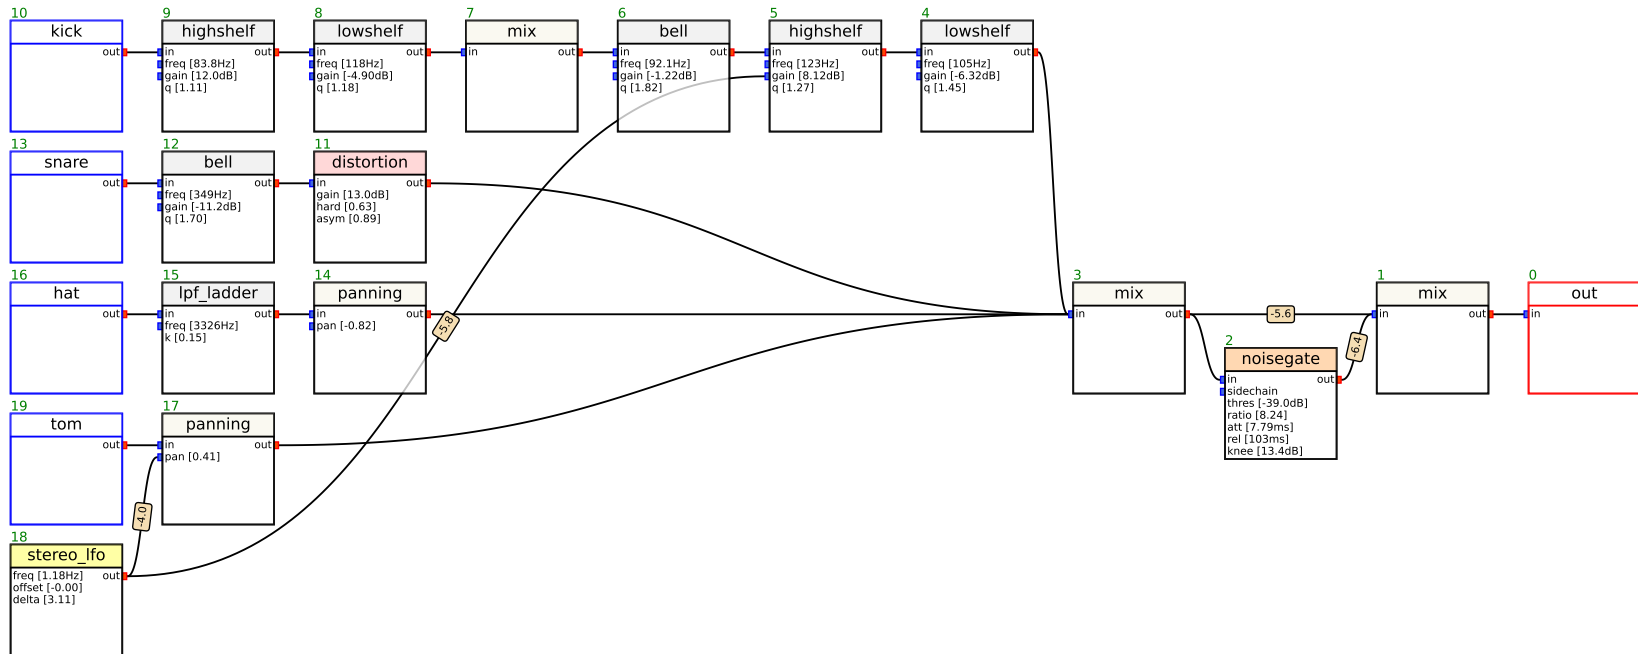 10
kick
out
9
highshelf
in out
freq [83.8Hz]
gain [12.0dB]
q [1.11]
8
lowshelf
in out
freq [118Hz]
gain [-4.90dB]
q [1.18]
7
mix
in out
6
bell
in out
freq [92.1Hz]
gain [-1.22dB]
q [1.82]
5
highshelf
in out
freq [123Hz]
gain [8.12dB]
q [1.27]
4
lowshelf
in out
freq [105Hz]
gain [-6.32dB]
q [1.45]
13
snare
out
12
bell
in out
freq [349Hz]
gain [-11.2dB]
q [1.70]
11
distortion
in out
gain [13.0dB]
hard [0.63]
asym [0.89]
16
hat
out
15
lpf_ladder
in out
freq [3326Hz]
k [0.15]
14
panning
in out
pan [-0.82]
-5.8
3
mix
in out
-5.6
2
noisegate
in out
sidechain
thres [-39.0dB]
ratio [8.24]
att [7.79ms]
rel [103ms]
knee [13.4dB]
-6.4
1
mix
in out
0
out
in
19
tom
out
17
panning
in out
pan [0.41]
-4.0
18
stereo_lfo
freq [1.18Hz] out
offset [-0.00]
delta [3.11]